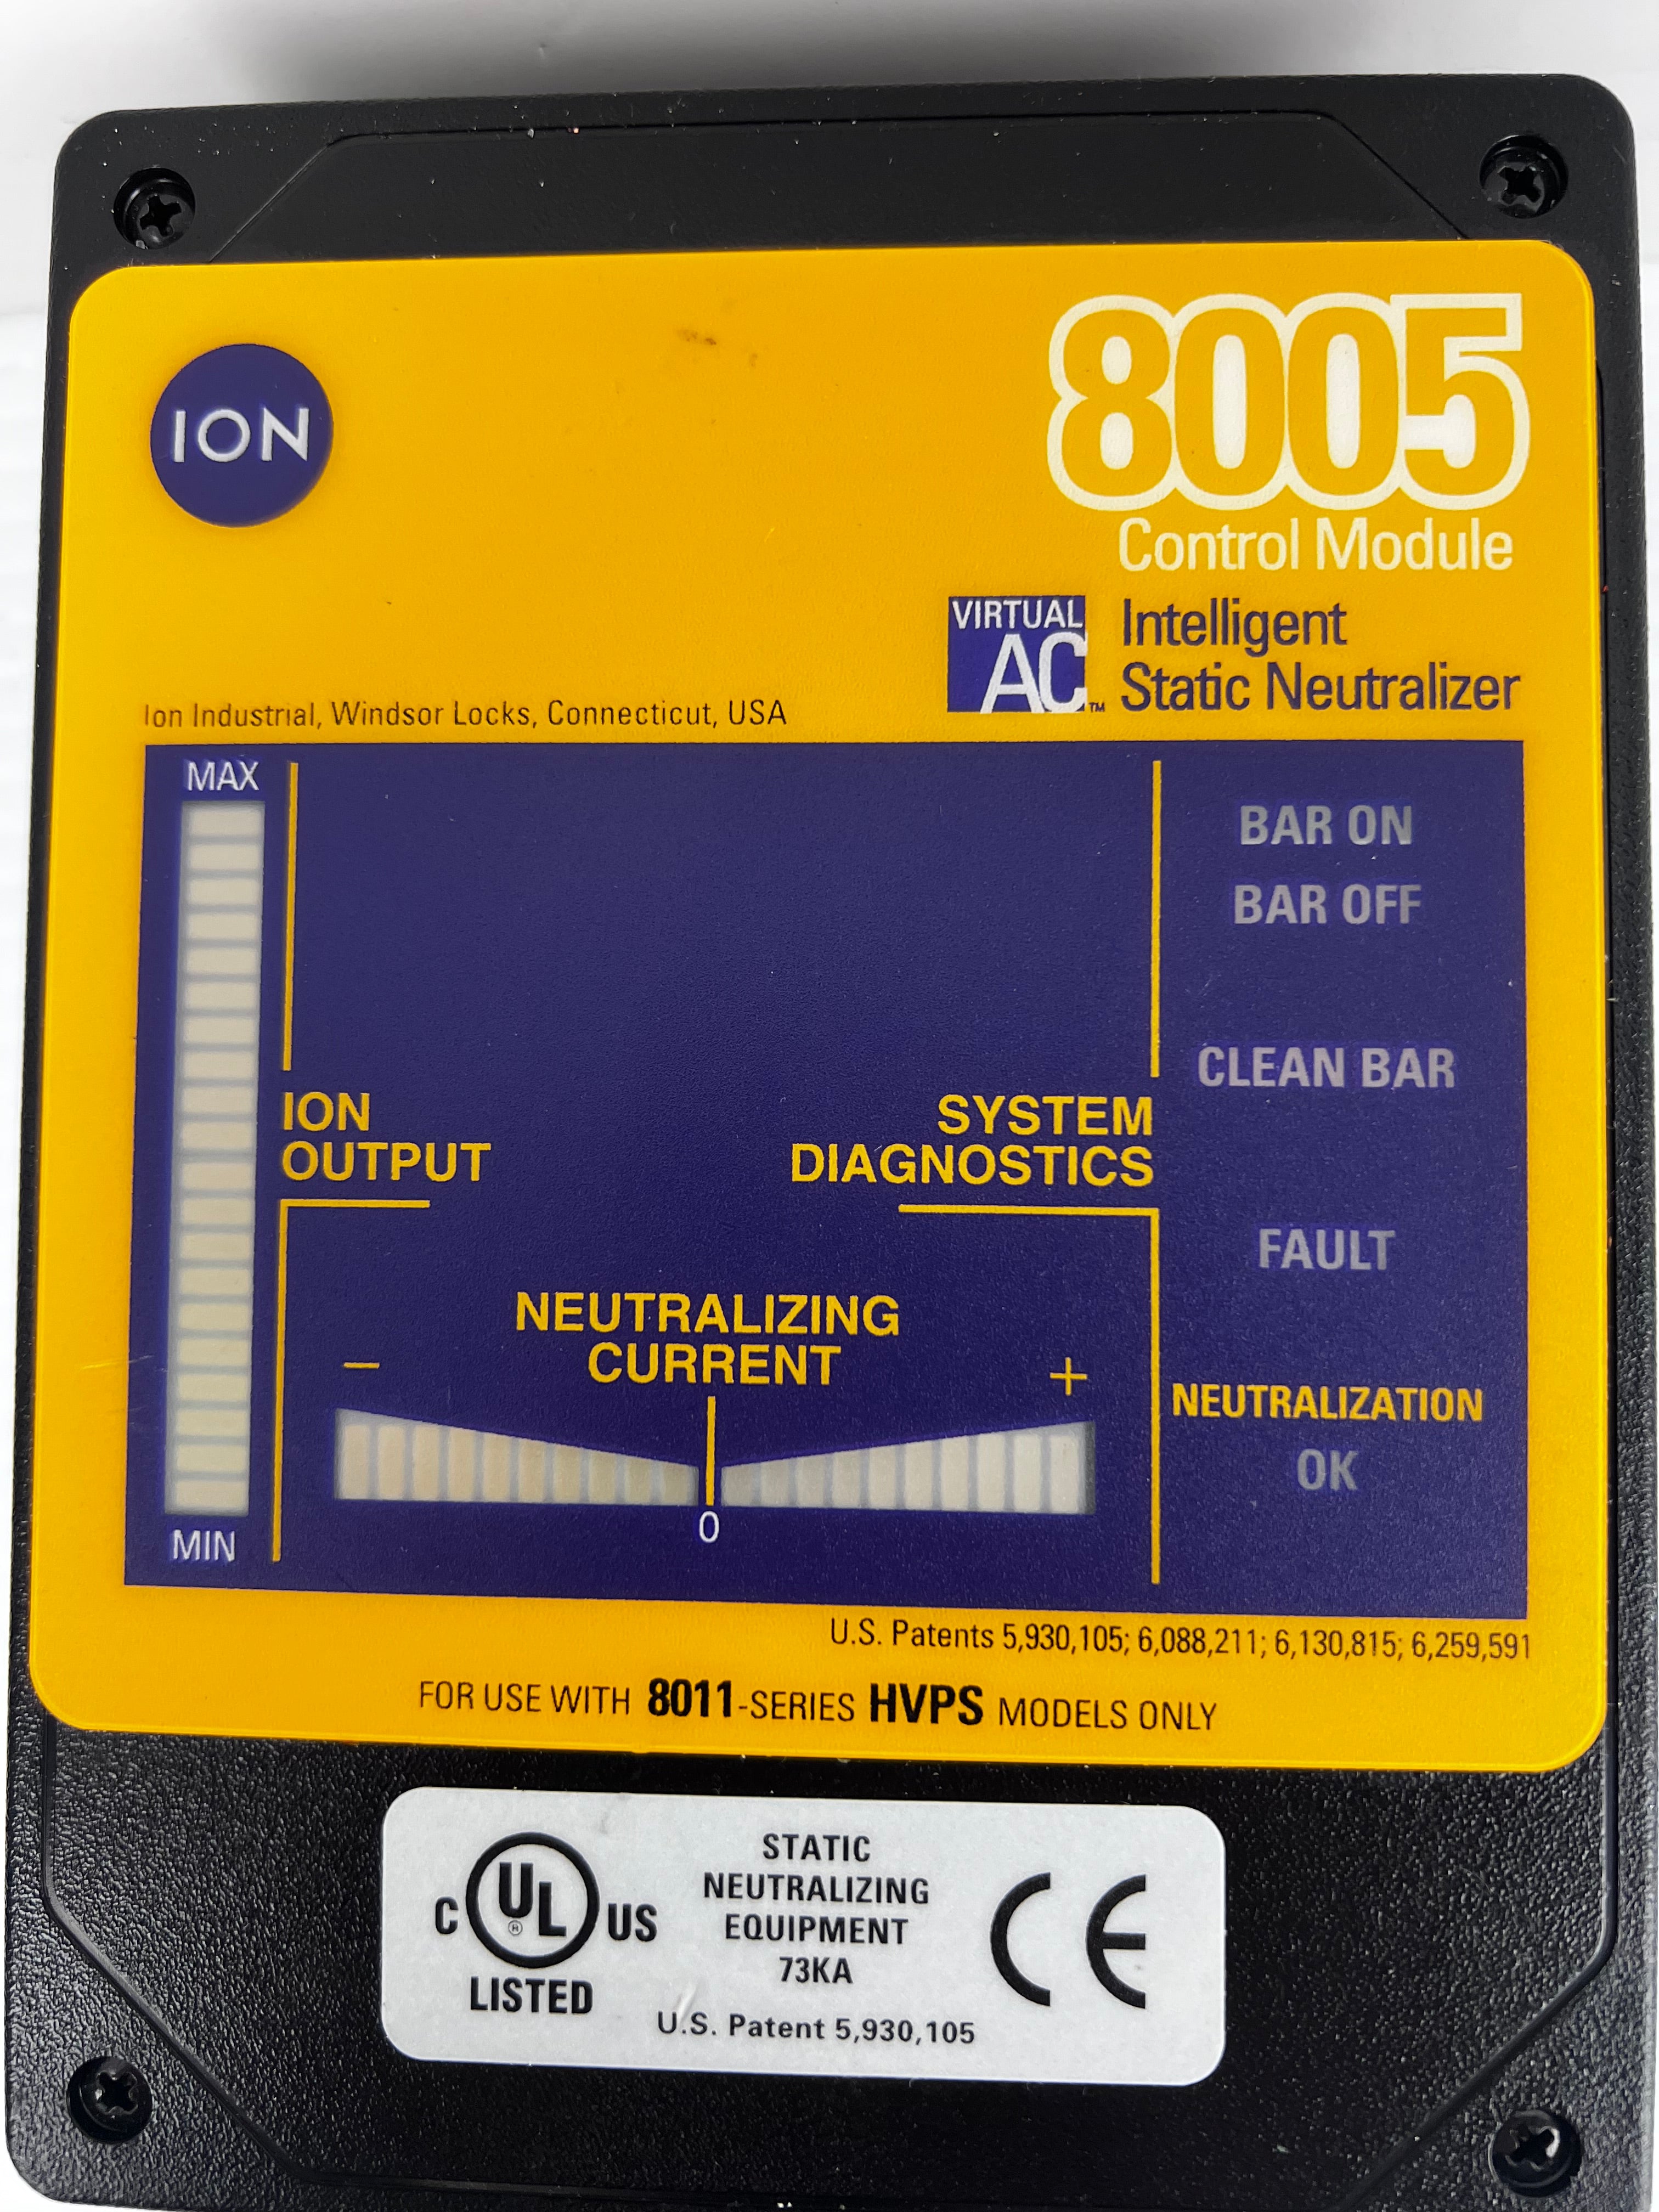 ION
8005
Control Module
VIRTUAL
AC™
Intelligent
Static Neutralizer
Ion Industrial, Windsor Locks, Connecticut, USA
MAX
BAR ON
BAR OFF
CLEAN BAR
ION
OUTPUT
SYSTEM
DIAGNOSTICS
FAULT
NEUTRALIZING
CURRENT
− +
0
NEUTRALIZATION
OK
MIN
U.S. Patents 5,930,105; 6,088,211; 6,130,815; 6,259,591
FOR USE WITH 8011-SERIES HVPS MODELS ONLY
C UL® US
LISTED
STATIC
NEUTRALIZING
EQUIPMENT
73KA
CE
U.S. Patent 5,930,105